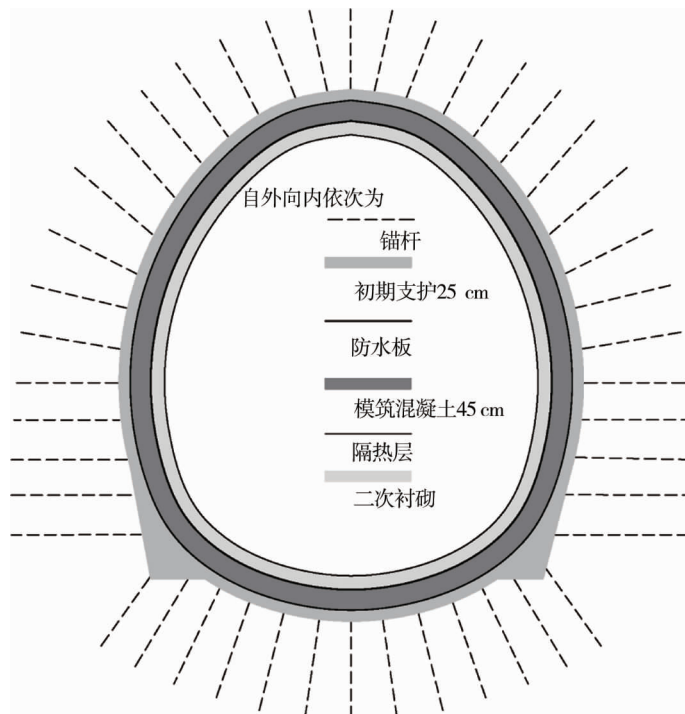 自外向内依次为
锚杆
初期支护25 cm
防水板
模筑混凝土45 cm
隔热层
二次衬砌